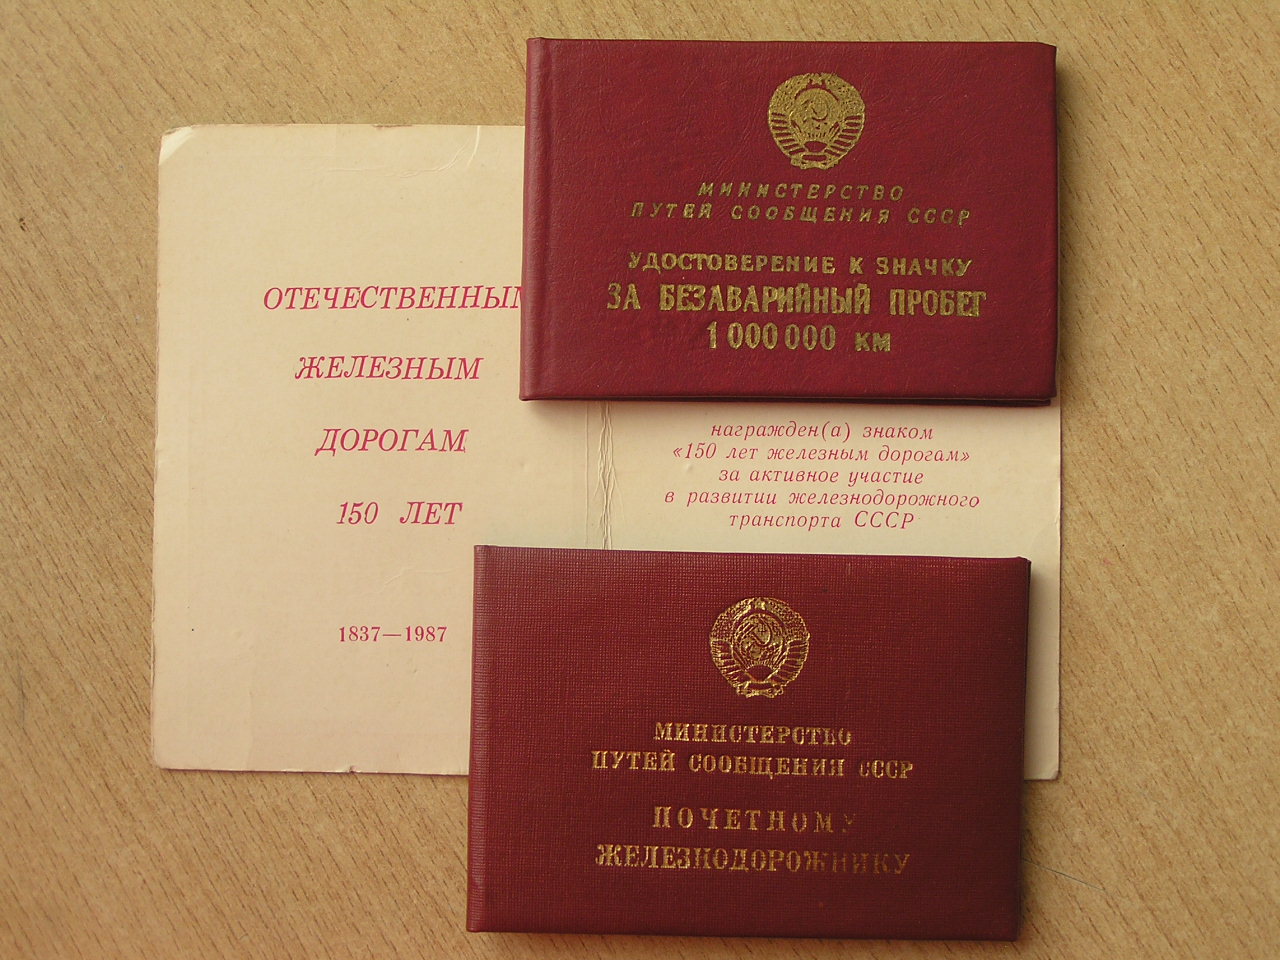 МИНИСТЕРСТВО
ПУТЕЙ СООБЩЕНИЯ СССР
УДОСТОВЕРЕНИЕ К ЗНАЧКУ
ЗА БЕЗАВАРИЙНЫЙ ПРОБЕГ
1 000 000 КМ
ОТЕЧЕСТВЕННЫМ
ЖЕЛЕЗНЫМ
ДОРОГАМ
150 ЛЕТ
1837—1987
награжден(а) знаком
«150 лет железным дорогам»
за активное участие
в развитии железнодорожного
транспорта СССР
МИНИСТЕРСТВО
ПУТЕЙ СООБЩЕНИЯ СССР
ПОЧЕТНОМУ
ЖЕЛЕЗНОДОРОЖНИКУ